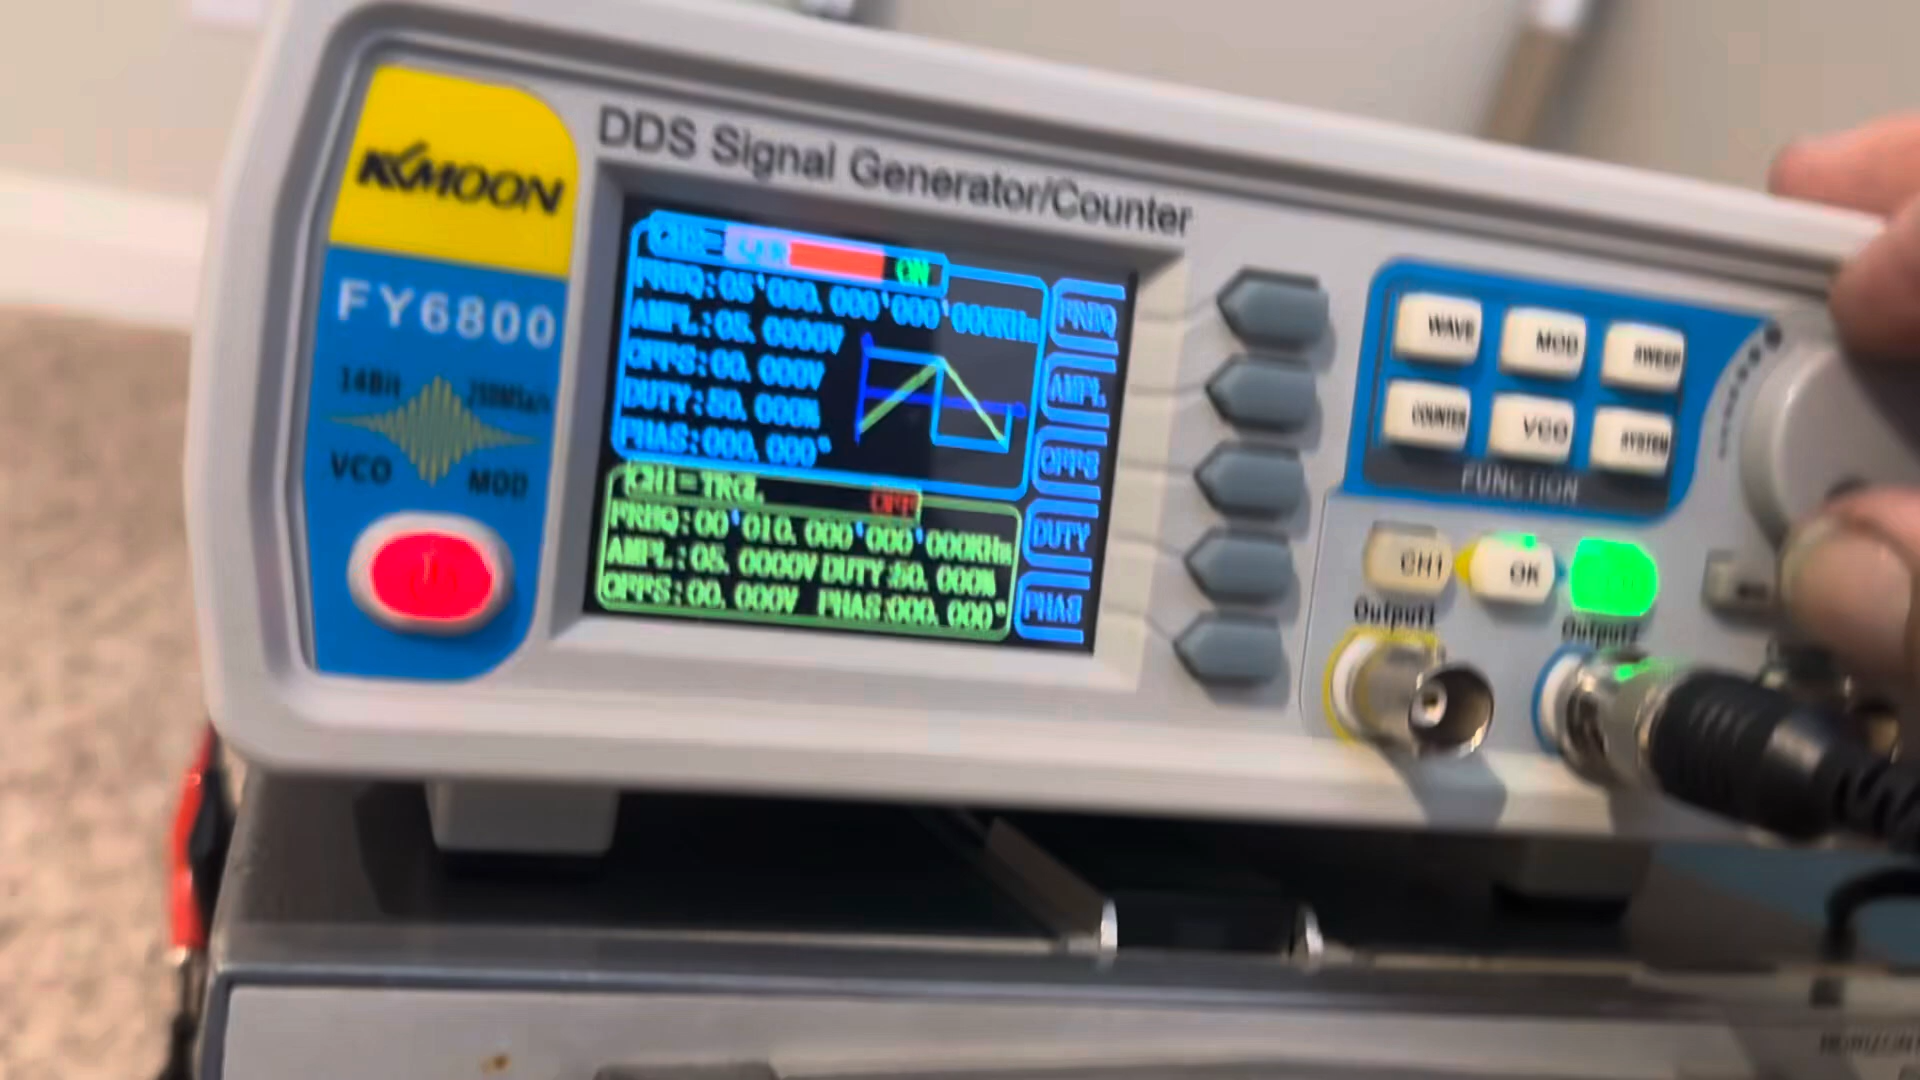 DDS Signal Generator/Counter
KKMOON
FY6800
14Bit 250MSa/s
VCO MOD
ON
FREQ:05'000.000'000'000KHz
AMPL:05.0000V
OFFS:00.000V
DUTY:50.000%
PHAS:000.000°
CH1=TRGL OFF
FREQ:00'010.000'000'000KHz
AMPL:05.0000V DUTY:50.000%
OFFS:00.000V PHAS:000.000°
FREQ
AMPL
OFFS
DUTY
PHAS
WAVE MOD SWEEP
COUNTER VCO SYSTEM
FUNCTION
CH1 OK
Output1 Output2